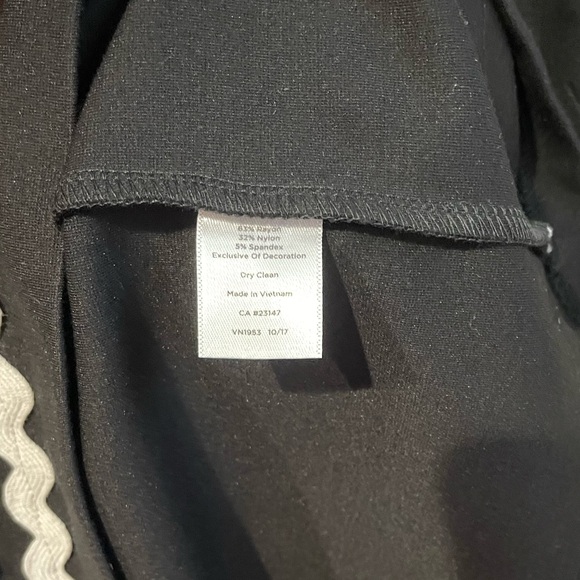 63% Rayon
32% Nylon
5% Spandex
Exclusive Of Decoration
Dry Clean
Made In Vietnam
CA #23147
VN1953 10/17